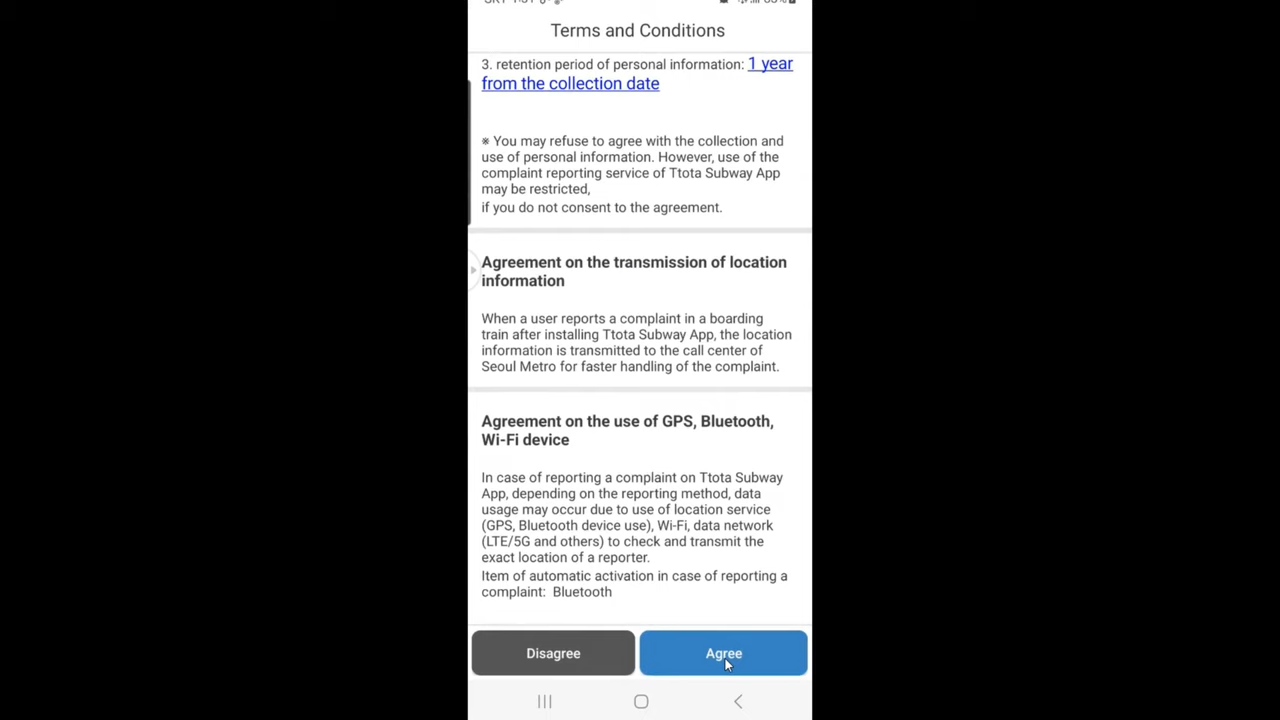 Terms and Conditions
3. retention period of personal information: 1 year
from the collection date
※ You may refuse to agree with the collection and
use of personal information. However, use of the
complaint reporting service of Ttota Subway App
may be restricted,
if you do not consent to the agreement.
Agreement on the transmission of location
information
When a user reports a complaint in a boarding
train after installing Ttota Subway App, the location
information is transmitted to the call center of
Seoul Metro for faster handling of the complaint.
Agreement on the use of GPS, Bluetooth,
Wi-Fi device
In case of reporting a complaint on Ttota Subway
App, depending on the reporting method, data
usage may occur due to use of location service
(GPS, Bluetooth device use), Wi-Fi, data network
(LTE/5G and others) to check and transmit the
exact location of a reporter.
Item of automatic activation in case of reporting a
complaint: Bluetooth
Disagree
Agree